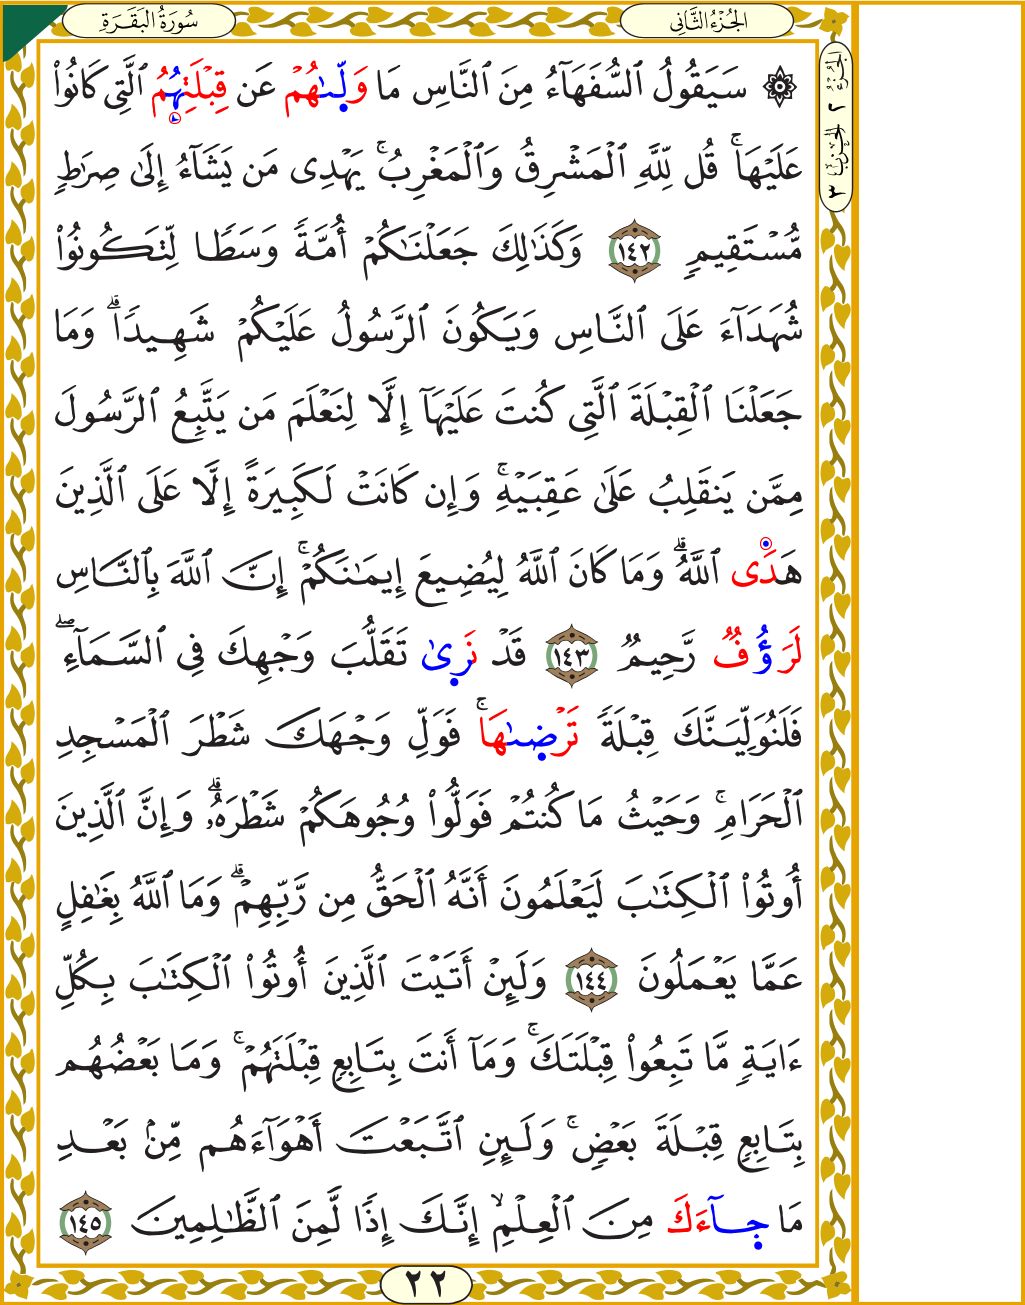 سُورَةُ الْبَقَرَةِ
الجُزْءُ الثَّانِي
۞ سَيَقُولُ ٱلسُّفَهَآءُ مِنَ ٱلنَّاسِ مَا وَلَّىٰهُمْ عَن قِبْلَتِهُمُ ٱلَّتِي كَانُوا۟
عَلَيْهَا ۚ قُل لِّلَّهِ ٱلْمَشْرِقُ وَٱلْمَغْرِبُ ۚ يَهْدِى مَن يَشَآءُ إِلَىٰ صِرَٰطٍ
مُّسْتَقِيمٍ ١٤٢ وَكَذَٰلِكَ جَعَلْنَـٰكُمْ أُمَّةً وَسَطًا لِّتَكُونُوا۟
شُهَدَآءَ عَلَى ٱلنَّاسِ وَيَكُونَ ٱلرَّسُولُ عَلَيْكُمْ شَهِيدًا ۗ وَمَا
جَعَلْنَا ٱلْقِبْلَةَ ٱلَّتِي كُنتَ عَلَيْهَآ إِلَّا لِنَعْلَمَ مَن يَتَّبِعُ ٱلرَّسُولَ
مِمَّن يَنقَلِبُ عَلَىٰ عَقِبَيْهِ ۚ وَإِن كَانَتْ لَكَبِيرَةً إِلَّا عَلَى ٱلَّذِينَ
هَدَى ٱللَّهُ ۗ وَمَا كَانَ ٱللَّهُ لِيُضِيعَ إِيمَـٰنَكُمْ ۚ إِنَّ ٱللَّهَ بِٱلنَّاسِ
لَرَؤُفٌ رَّحِيمٌ ١٤٣ قَدْ نَرَىٰ تَقَلُّبَ وَجْهِكَ فِي ٱلسَّمَآءِ ۖ
فَلَنُوَلِّيَنَّكَ قِبْلَةً تَرْضَىٰهَا ۚ فَوَلِّ وَجْهَكَ شَطْرَ ٱلْمَسْجِدِ
ٱلْحَرَامِ ۚ وَحَيْثُ مَا كُنتُمْ فَوَلُّوا۟ وُجُوهَكُمْ شَطْرَهُۥ ۗ وَإِنَّ ٱلَّذِينَ
أُوتُوا۟ ٱلْكِتَـٰبَ لَيَعْلَمُونَ أَنَّهُ ٱلْحَقُّ مِن رَّبِّهِمْ ۗ وَمَا ٱللَّهُ بِغَـٰفِلٍ
عَمَّا يَعْمَلُونَ ١٤٤ وَلَئِنْ أَتَيْتَ ٱلَّذِينَ أُوتُوا۟ ٱلْكِتَـٰبَ بِكُلِّ
ءَايَةٍ مَّا تَبِعُوا۟ قِبْلَتَكَ ۚ وَمَآ أَنتَ بِتَابِعٍ قِبْلَتَهُمْ ۚ وَمَا بَعْضُهُم
بِتَابِعٍ قِبْلَةَ بَعْضٍ ۚ وَلَئِنِ ٱتَّبَعْتَ أَهْوَآءَهُم مِّنۢ بَعْدِ
مَا جَآءَكَ مِنَ ٱلْعِلْمِ ۙ إِنَّكَ إِذًا لَّمِنَ ٱلظَّـٰلِمِينَ ١٤٥
الجُزْءُ ٢ الحِزْبُ ٣
٢٢